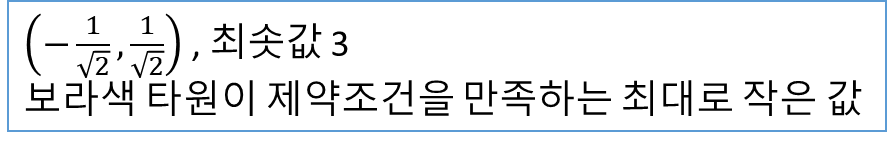 (-1/√2, 1/√2) , 최솟값 3
보라색 타원이 제약조건을 만족하는 최대로 작은 값